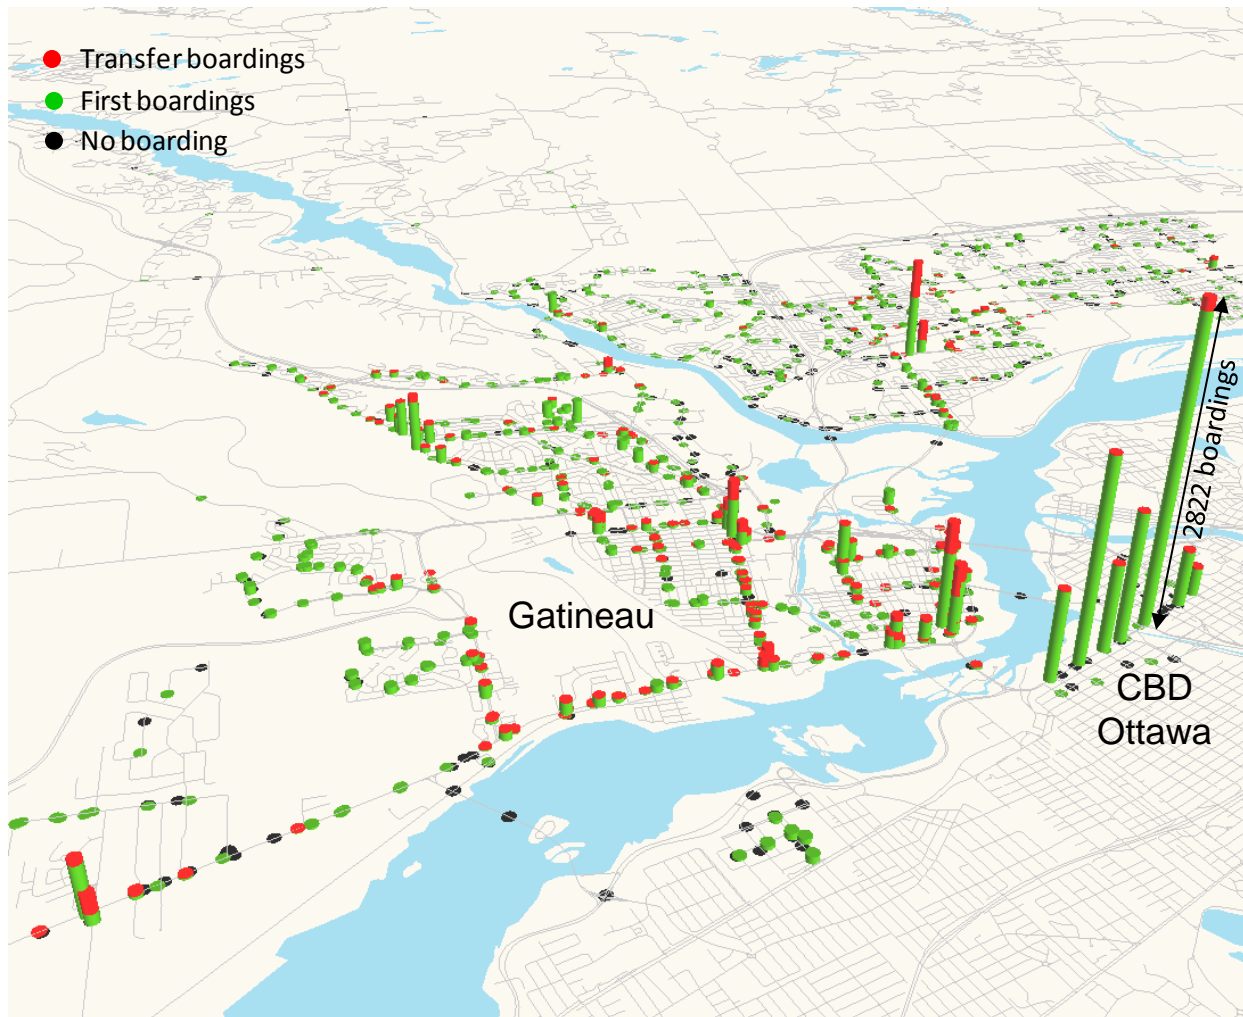 Transfer boardings
First boardings
No boarding
2822 boardings
Gatineau
CBD
Ottawa